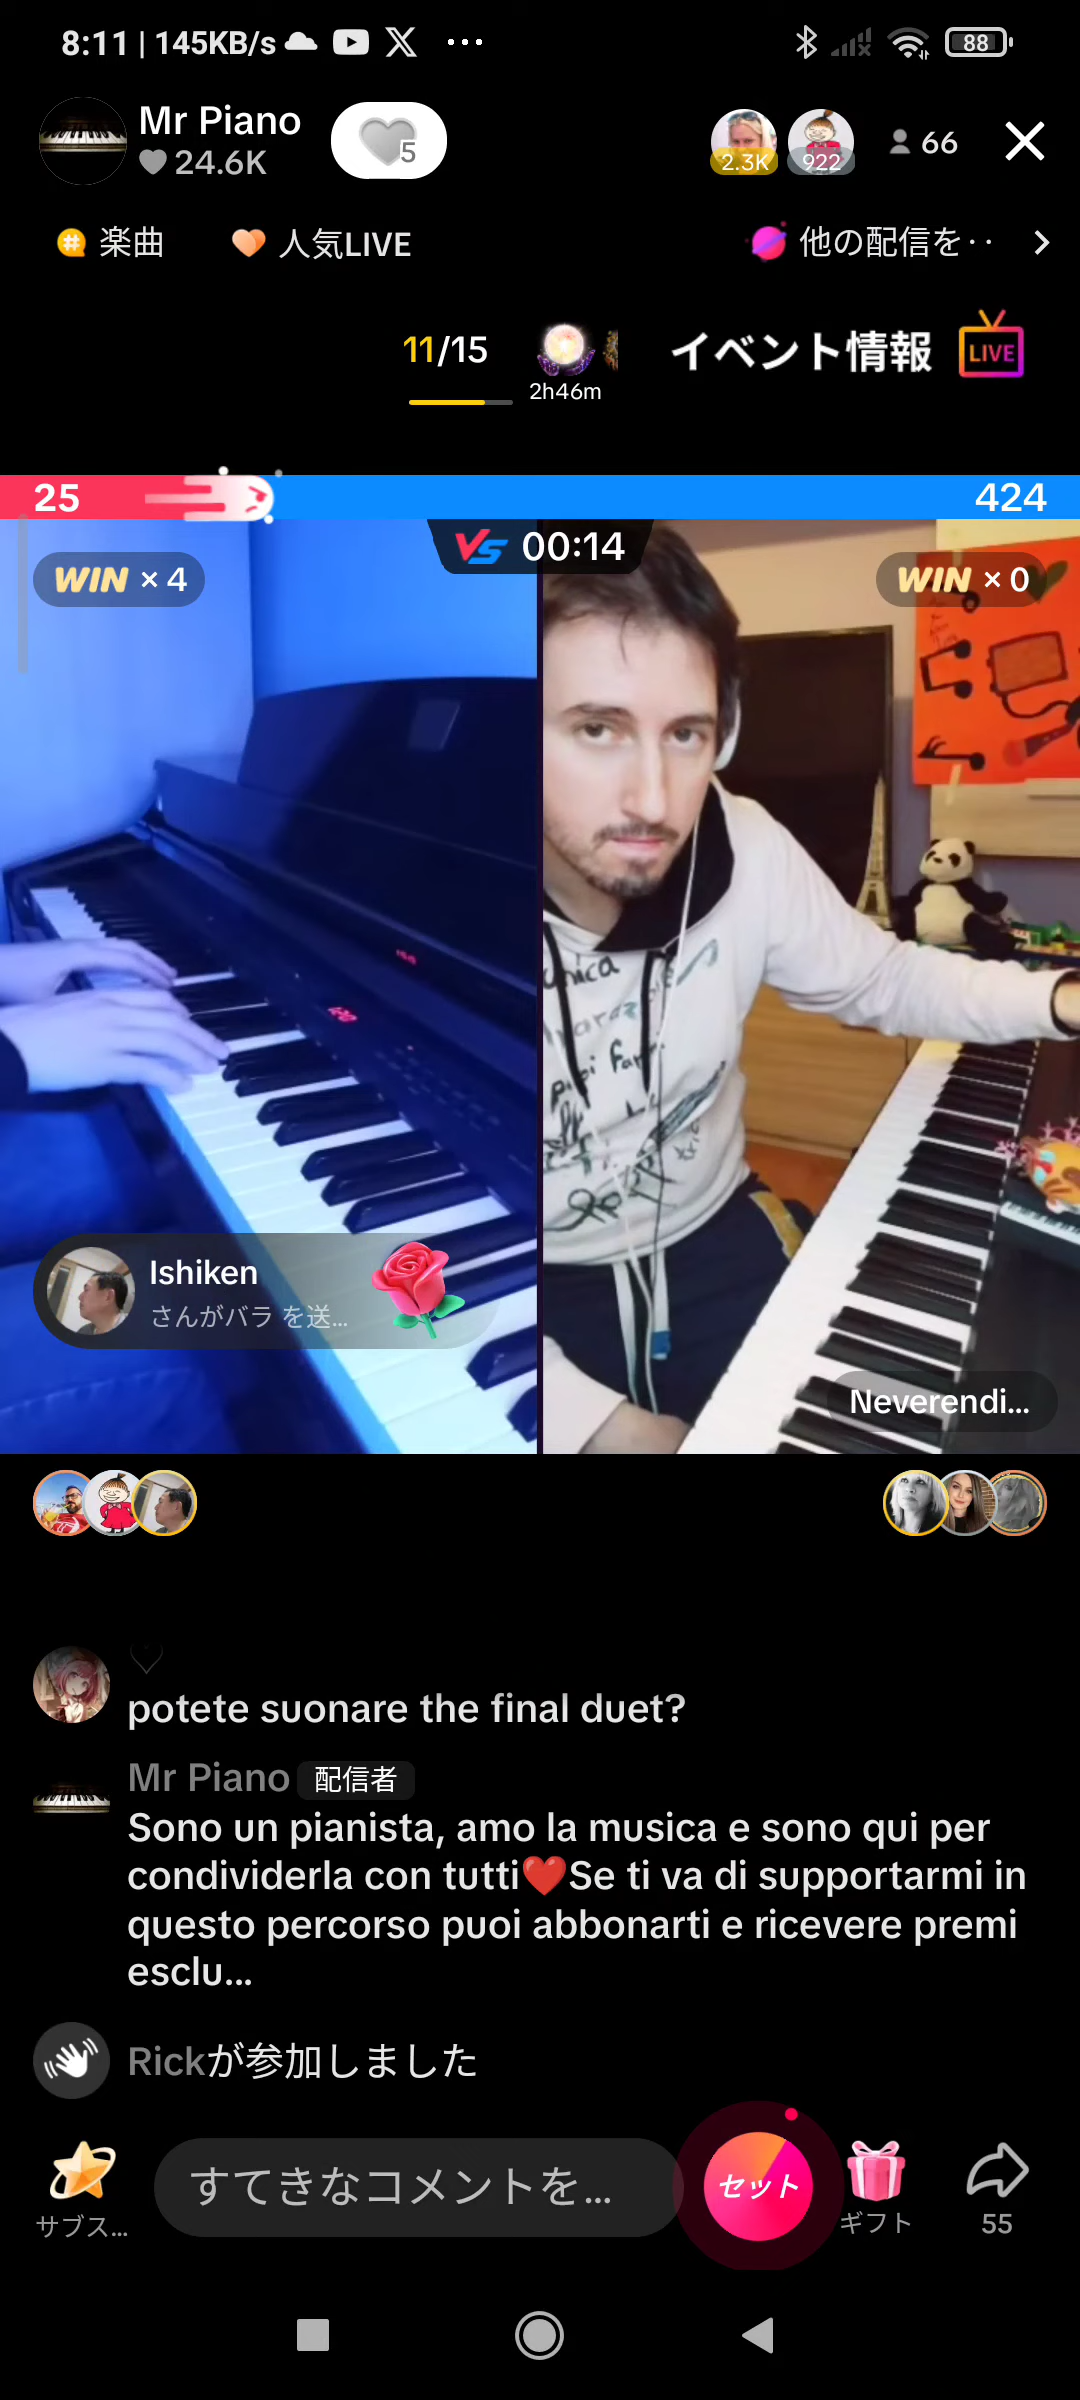 8:11 | 145KB/s
88
Mr Piano
24.6K
5
2.3K
922
66
楽曲
人気LIVE
他の配信を‥
11/15
2h46m
イベント情報
LIVE
25
424
VS 00:14
WIN × 4
WIN × 0
Ishiken
さんがバラ を送...
Neverendi...
potete suonare the final duet?
Mr Piano 配信者
Sono un pianista, amo la musica e sono qui per
condividerla con tutti❤️Se ti va di supportarmi in
questo percorso puoi abbonarti e ricevere premi
esclu...
Rickが参加しました
サブス...
すてきなコメントを...
セット
ギフト
55